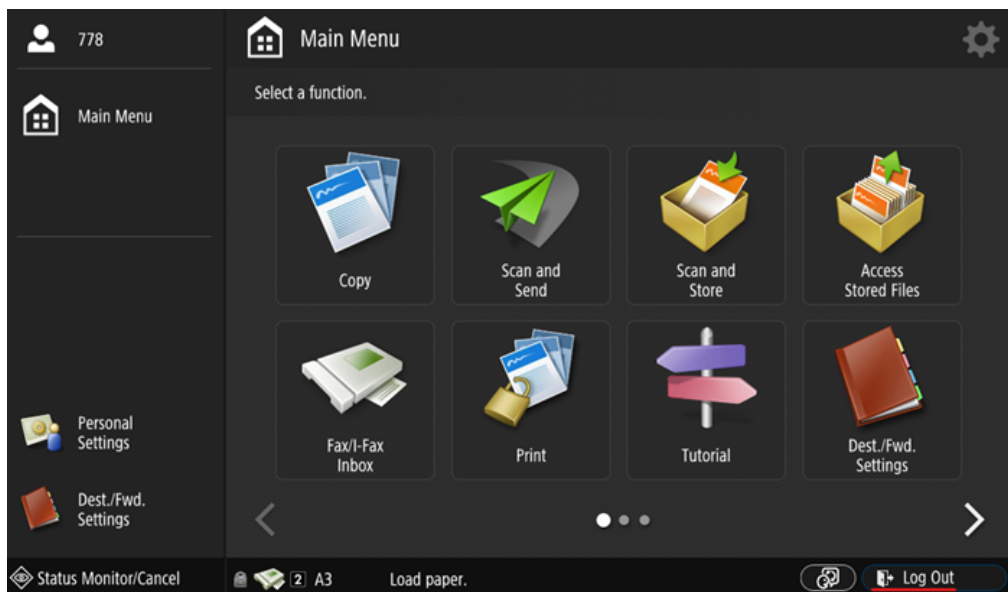 778
Main Menu
Main Menu
Select a function.
Copy
Scan and
Send
Scan and
Store
Access
Stored Files
Fax/I-Fax
Inbox
Print
Tutorial
Dest./Fwd.
Settings
Personal
Settings
Dest./Fwd.
Settings
Status Monitor/Cancel
2 A3
Load paper.
Log Out